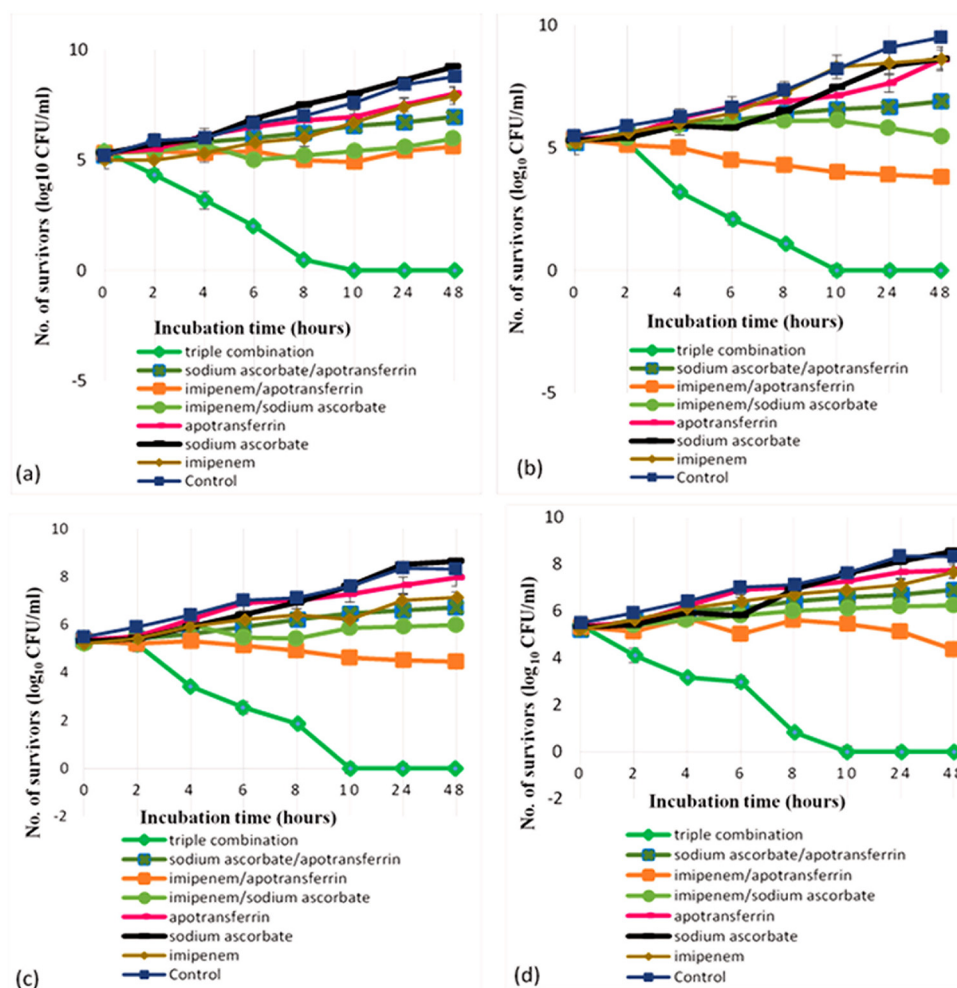 10
5
0
-5
No. of survivors (log10 CFU/ml)
0 2 4 6 8 10 24 48
Incubation time (hours)
triple combination
sodium ascorbate/apotransferrin
imipenem/apotransferrin
imipenem/sodium ascorbate
apotransferrin
sodium ascorbate
imipenem
Control
(a)
10
5
0
-5
No. of survivors (log10 CFU/ml)
0 2 4 6 8 10 24 48
Incubation time (hours)
triple combination
sodium ascorbate/apotransferrin
imipenem/apotransferrin
imipenem/sodium ascorbate
apotransferrin
sodium ascorbate
imipenem
Control
(b)
10
8
6
4
2
0
-2
No. of survivors (log10 CFU/ml)
0 2 4 6 8 10 24 48
Incubation time (hours)
triple combination
sodium ascorbate/apotransferrin
imipenem/apotransferrin
imipenem/sodium ascorbate
apotransferrin
sodium ascorbate
imipenem
Control
(c)
10
8
6
4
2
0
-2
No. of survivors (log10 CFU/ml)
0 2 4 6 8 10 24 48
Incubation time (hours)
triple combination
sodium ascorbate/apotransferrin
imipenem/apotransferrin
imipenem/sodium ascorbate
apotransferrin
sodium ascorbate
imipenem
Control
(d)